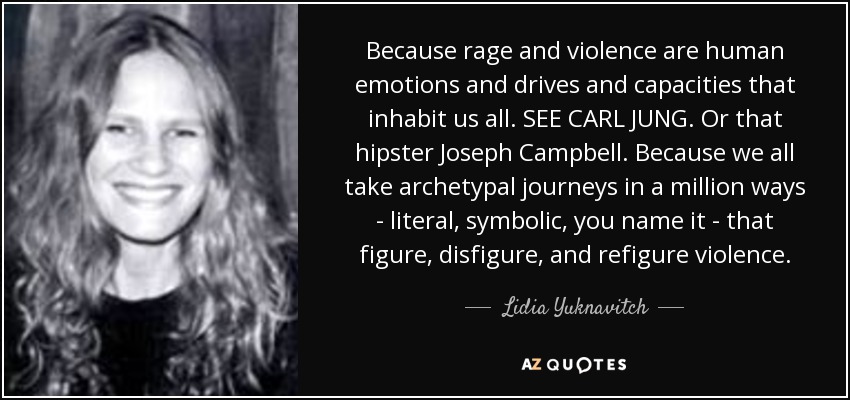 Because rage and violence are human
emotions and drives and capacities that
inhabit us all. SEE CARL JUNG. Or that
hipster Joseph Campbell. Because we all
take archetypal journeys in a million ways
- literal, symbolic, you name it - that
figure, disfigure, and refigure violence.
Lidia Yuknavitch
AZ QUOTES